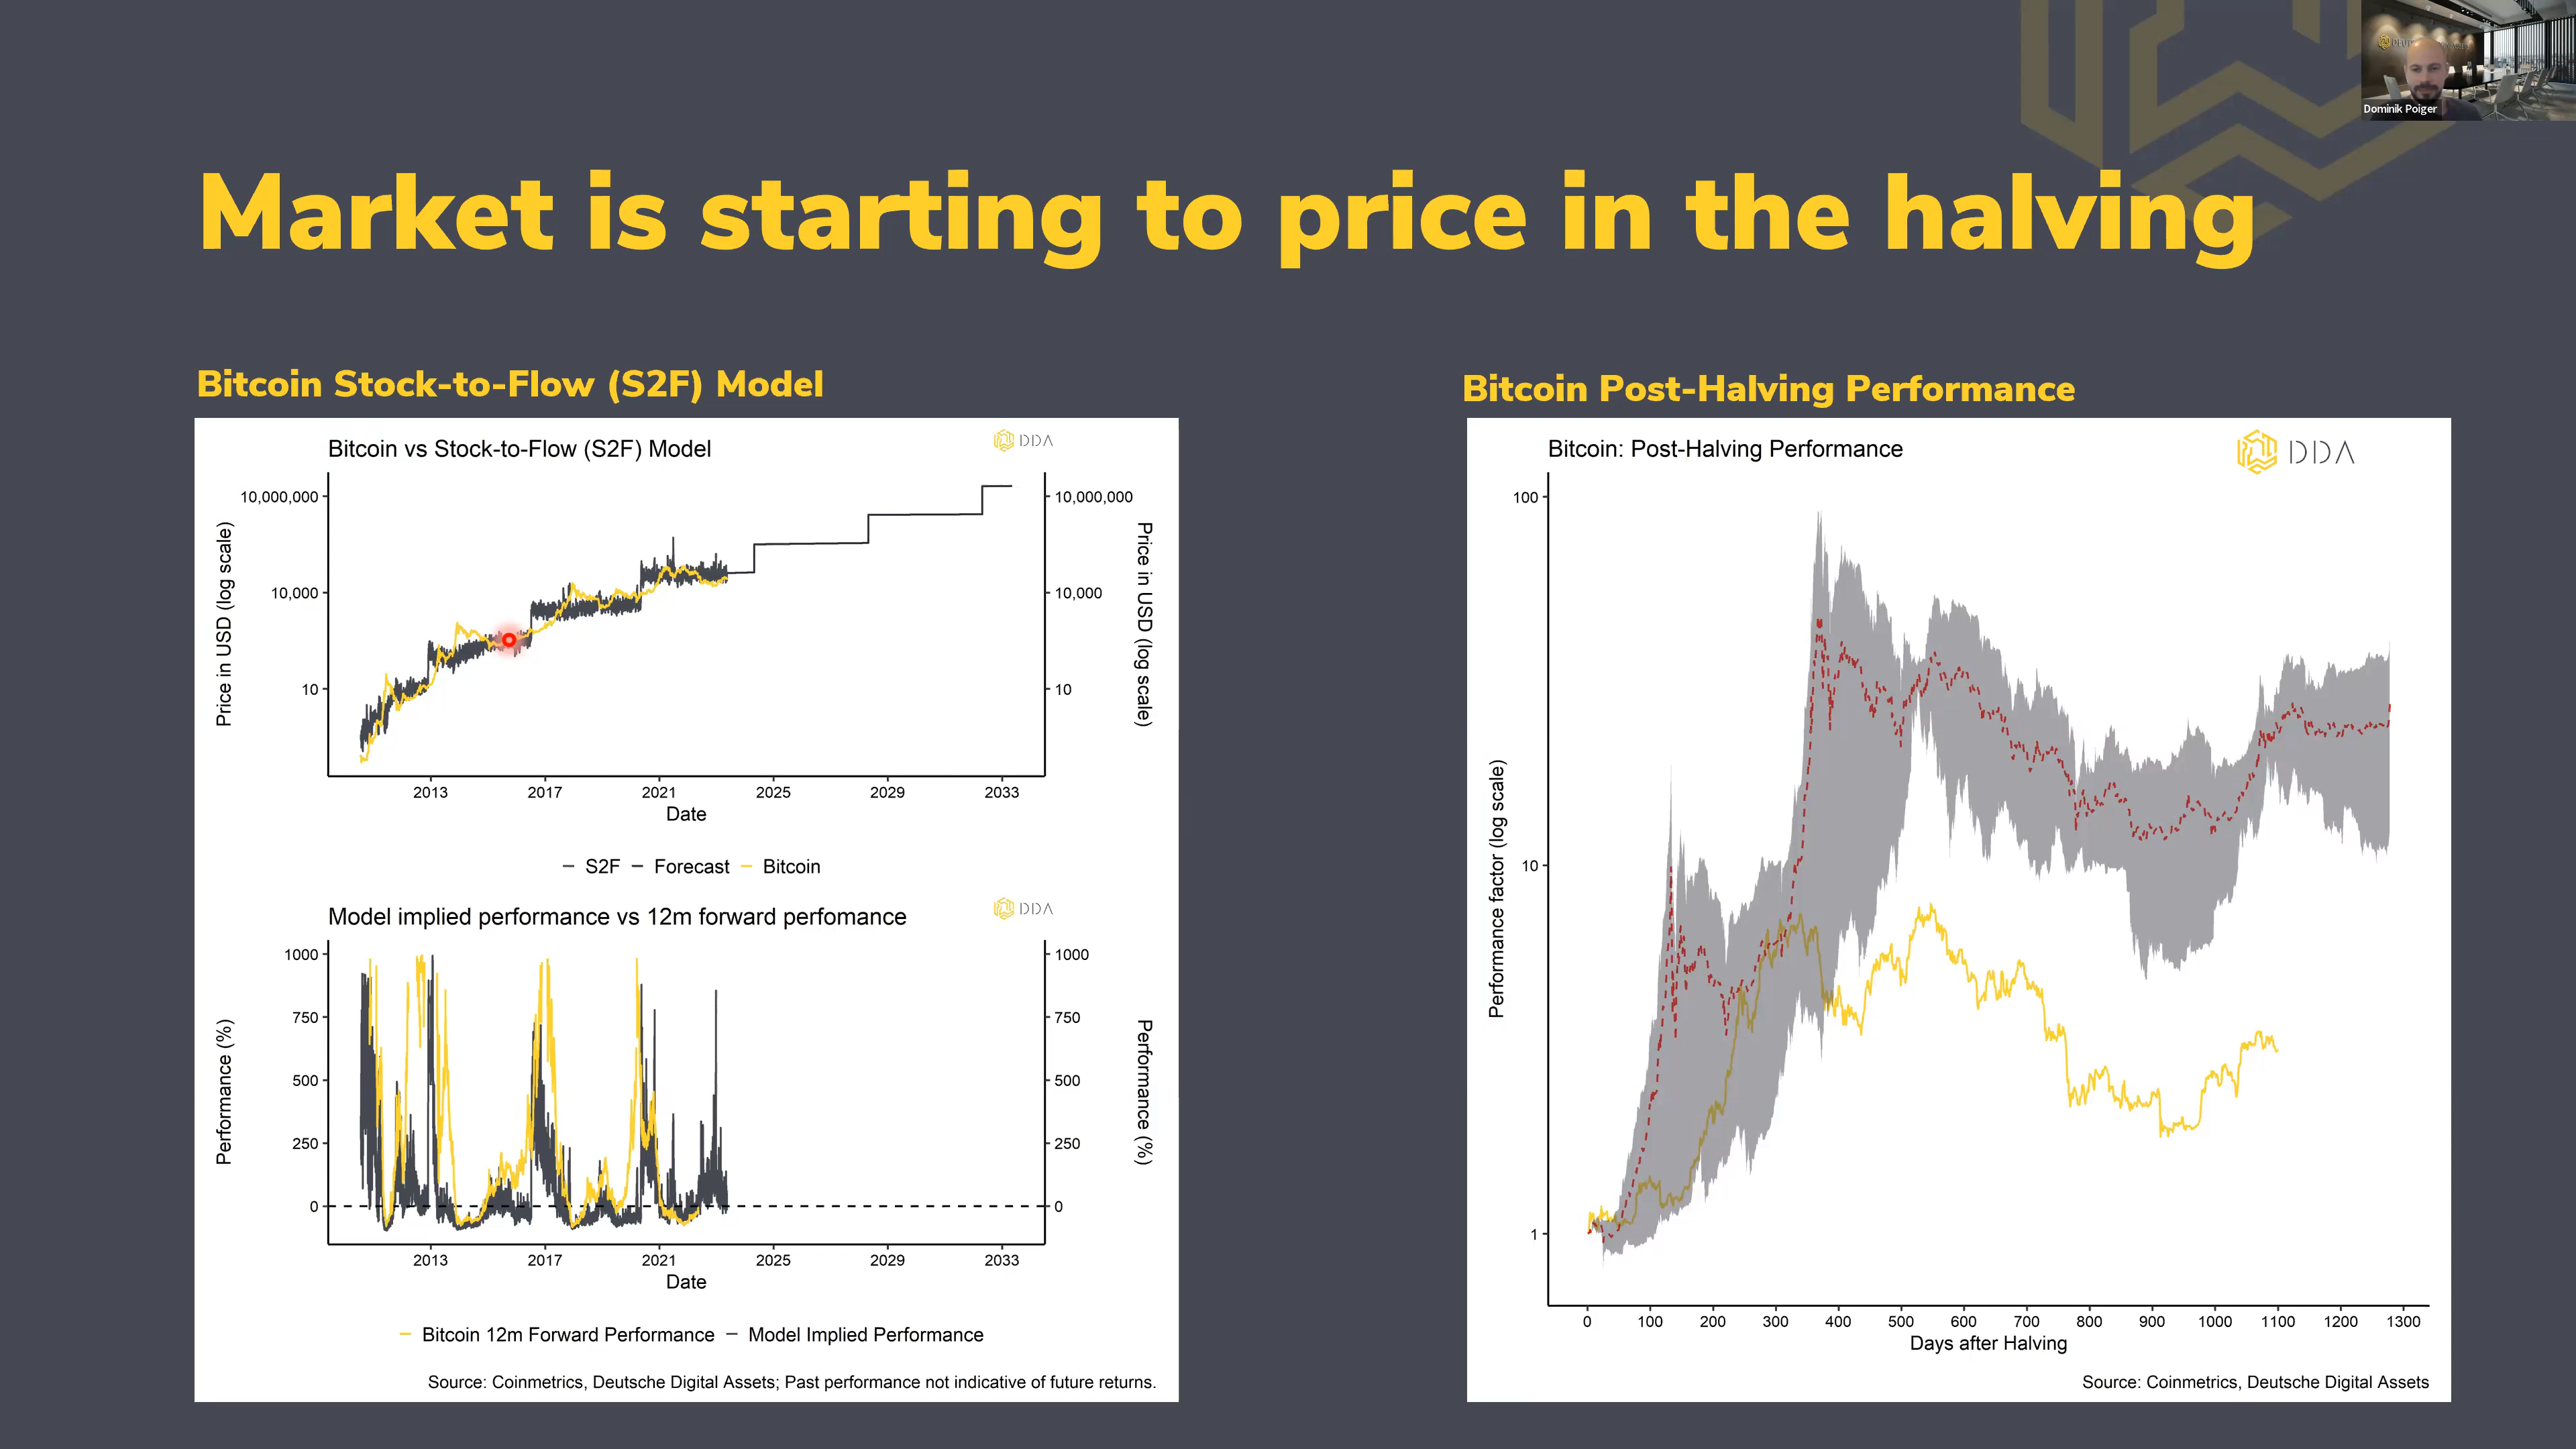 Dominik Poiger
Market is starting to price in the halving
Bitcoin Stock-to-Flow (S2F) Model
Bitcoin vs Stock-to-Flow (S2F) Model
DDA
10,000,000
10,000
10
Price in USD (log scale)
10,000,000
10,000
10
Price in USD (log scale)
2013 2017 2021 2025 2029 2033
Date
S2F Forecast Bitcoin
Model implied performance vs 12m forward perfomance
DDA
1000
750
500
250
0
Performance (%)
1000
750
500
250
0
Performance (%)
2013 2017 2021 2025 2029 2033
Date
Bitcoin 12m Forward Performance Model Implied Performance
Source: Coinmetrics, Deutsche Digital Assets; Past performance not indicative of future returns.
Bitcoin Post-Halving Performance
Bitcoin: Post-Halving Performance
DDA
100
10
1
Performance factor (log scale)
0 100 200 300 400 500 600 700 800 900 1000 1100 1200 1300
Days after Halving
Source: Coinmetrics, Deutsche Digital Assets